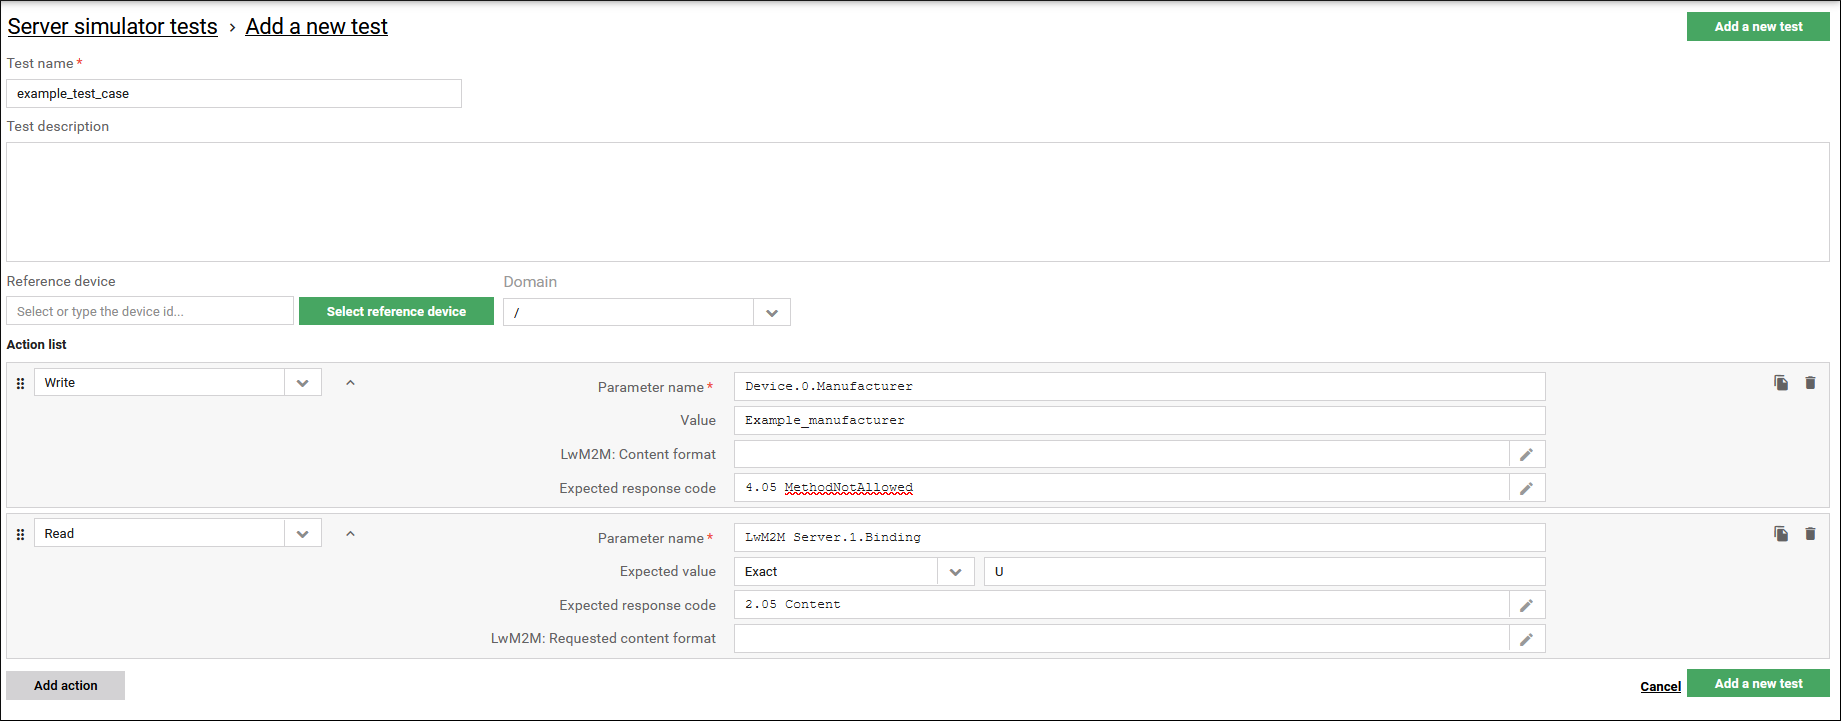 Server simulator tests › Add a new test
Add a new test
Test name *
example_test_case
Test description
Reference device
Domain
Select or type the device id...
Select reference device
/
Action list
Write
Parameter name *
Device.0.Manufacturer
Value
Example_manufacturer
LwM2M: Content format
Expected response code
4.05 MethodNotAllowed
Read
Parameter name *
LwM2M Server.1.Binding
Expected value
Exact
U
Expected response code
2.05 Content
LwM2M: Requested content format
Add action
Cancel
Add a new test